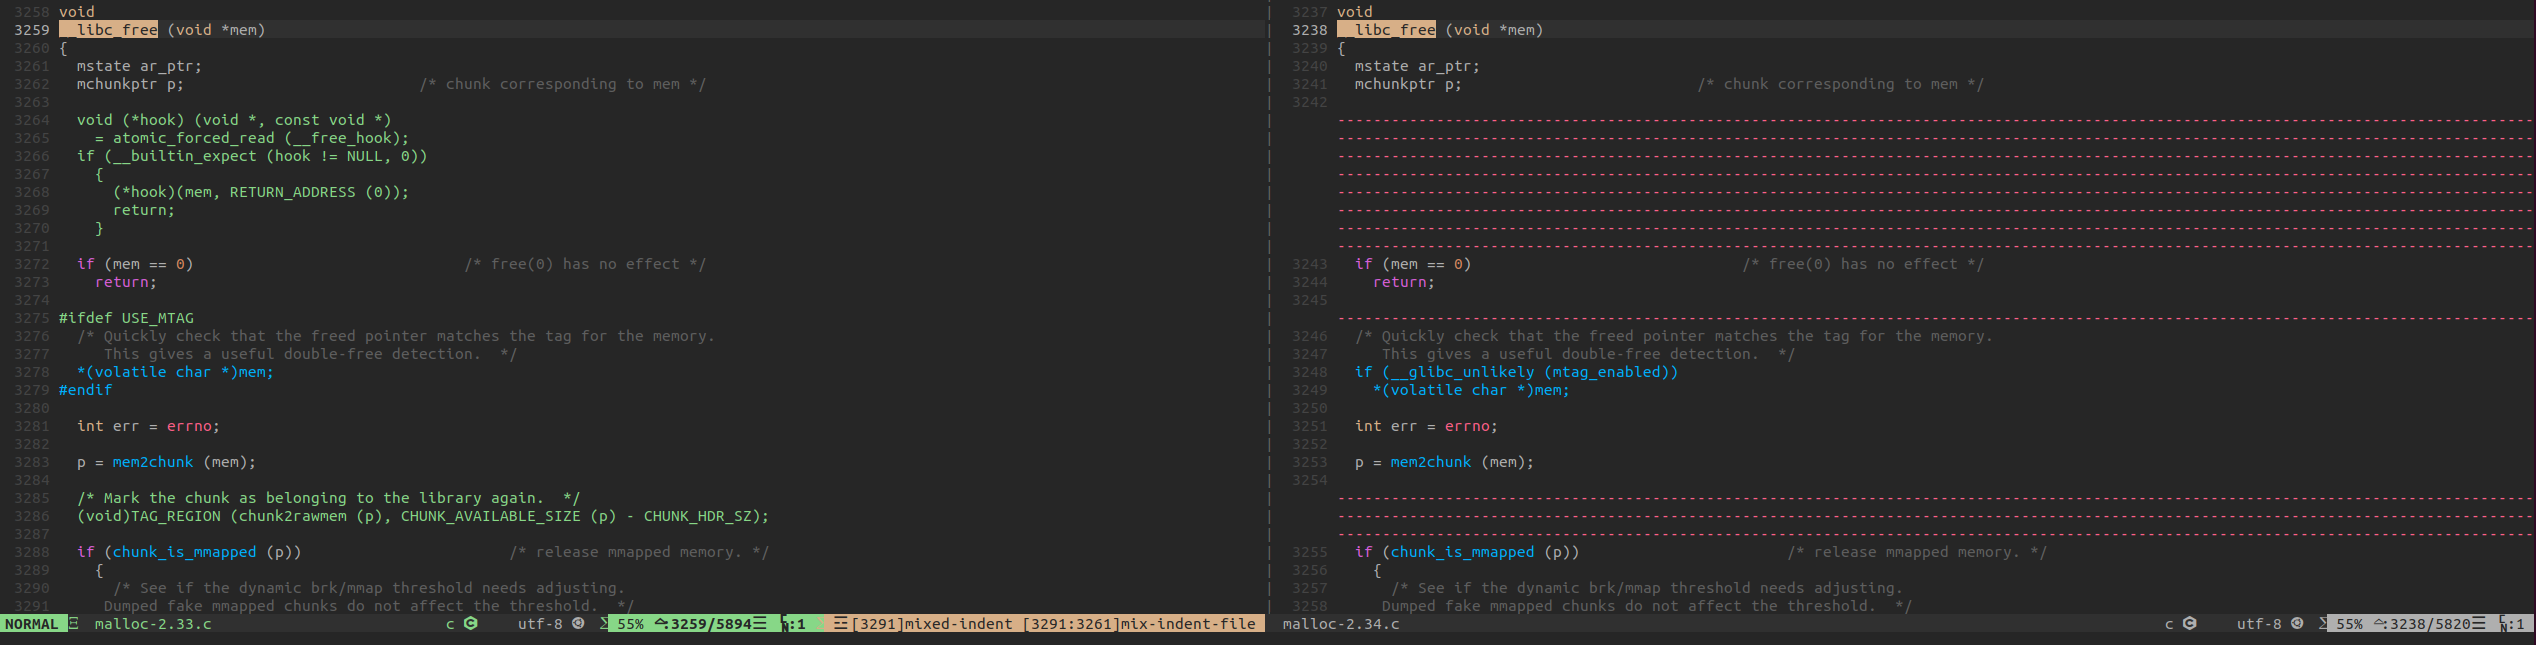 3258 void
3259 __libc_free (void *mem)
3260 {
3261   mstate ar_ptr;
3262   mchunkptr p;                          /* chunk corresponding to mem */
3263
3264   void (*hook) (void *, const void *)
3265     = atomic_forced_read (__free_hook);
3266   if (__builtin_expect (hook != NULL, 0))
3267     {
3268       (*hook)(mem, RETURN_ADDRESS (0));
3269       return;
3270     }
3271
3272   if (mem == 0)                              /* free(0) has no effect */
3273     return;
3274
3275 #ifdef USE_MTAG
3276   /* Quickly check that the freed pointer matches the tag for the memory.
3277      This gives a useful double-free detection.  */
3278   *(volatile char *)mem;
3279 #endif
3280
3281   int err = errno;
3282
3283   p = mem2chunk (mem);
3284
3285   /* Mark the chunk as belonging to the library again.  */
3286   (void)TAG_REGION (chunk2rawmem (p), CHUNK_AVAILABLE_SIZE (p) - CHUNK_HDR_SZ);
3287
3288   if (chunk_is_mmapped (p))                       /* release mmapped memory. */
3289     {
3290       /* See if the dynamic brk/mmap threshold needs adjusting.
3291      Dumped fake mmapped chunks do not affect the threshold.  */
NORMAL malloc-2.33.c c utf-8 55% :3259/5894☰ :1 ☲[3291]mixed-indent [3291:3261]mix-indent-file
3237 void
3238 __libc_free (void *mem)
3239 {
3240   mstate ar_ptr;
3241   mchunkptr p;                          /* chunk corresponding to mem */
3242
3243   if (mem == 0)                              /* free(0) has no effect */
3244     return;
3245
3246   /* Quickly check that the freed pointer matches the tag for the memory.
3247      This gives a useful double-free detection.  */
3248   if (__glibc_unlikely (mtag_enabled))
3249     *(volatile char *)mem;
3250
3251   int err = errno;
3252
3253   p = mem2chunk (mem);
3254
3255   if (chunk_is_mmapped (p))                       /* release mmapped memory. */
3256     {
3257       /* See if the dynamic brk/mmap threshold needs adjusting.
3258      Dumped fake mmapped chunks do not affect the threshold.  */
malloc-2.34.c c utf-8 55% :3238/5820☰ :1